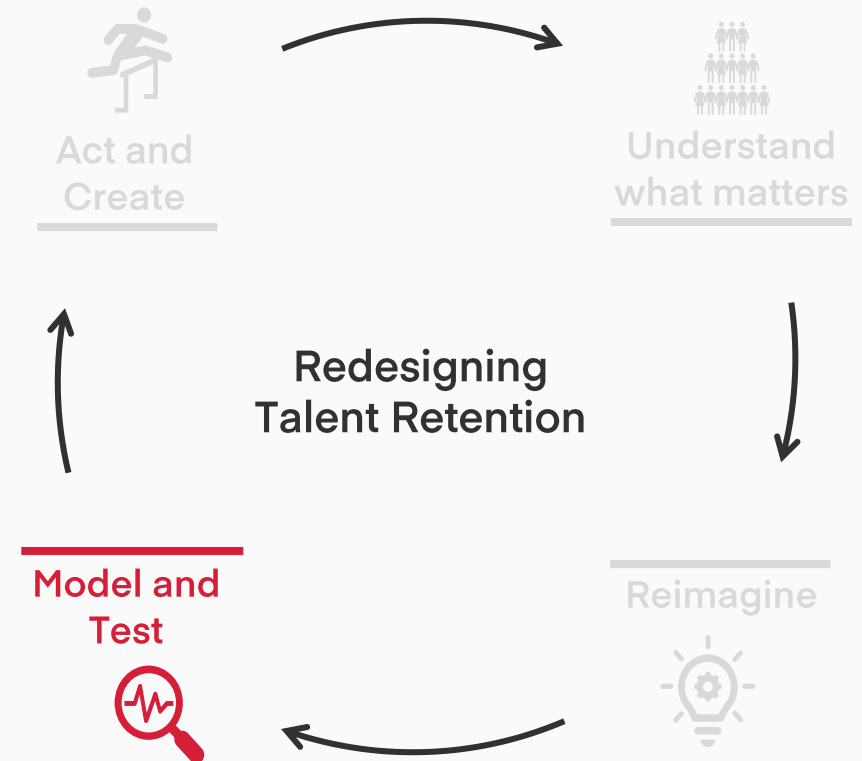 Act and
Create
Understand
what matters
Redesigning
Talent Retention
Model and
Test
Reimagine